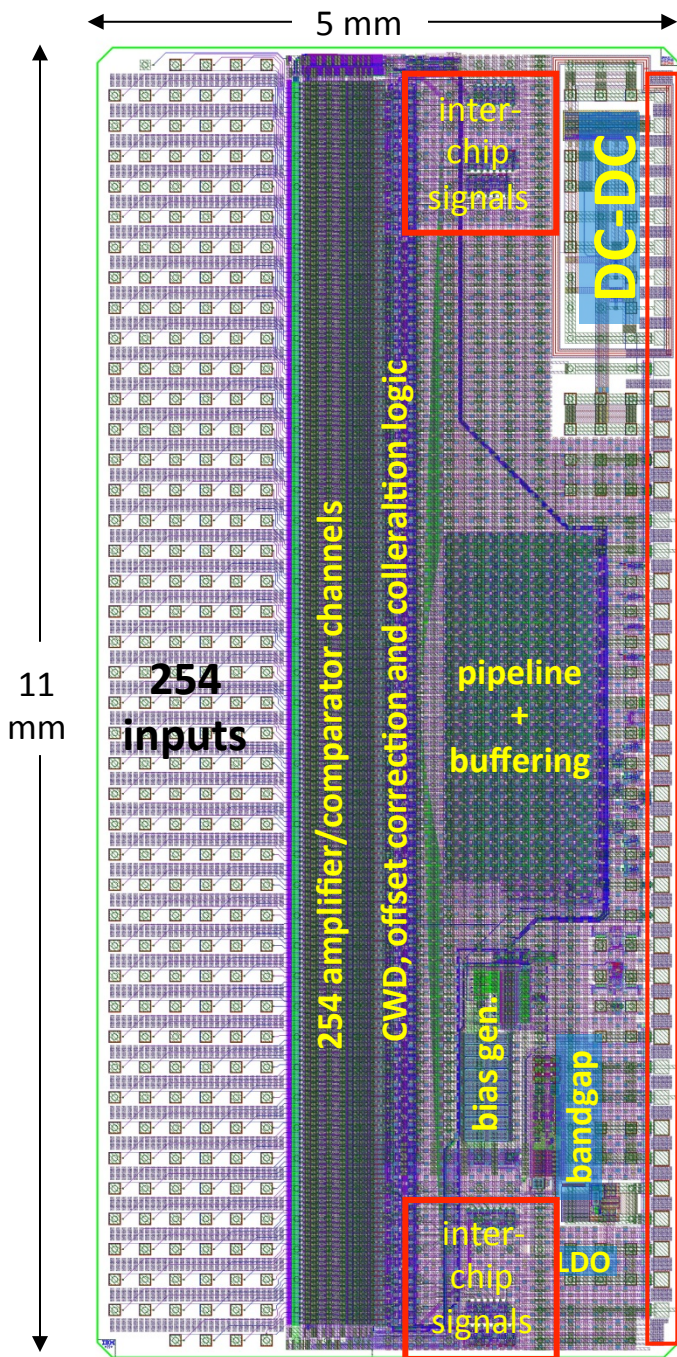 5 mm
inter-
chip
signals
DC-DC
11
mm
254
inputs
254 amplifier/comparator channels
CWD, offset correction and colleraltion logic
pipeline
+
buffering
bias gen.
bandgap
inter-
chip
signals
LDO